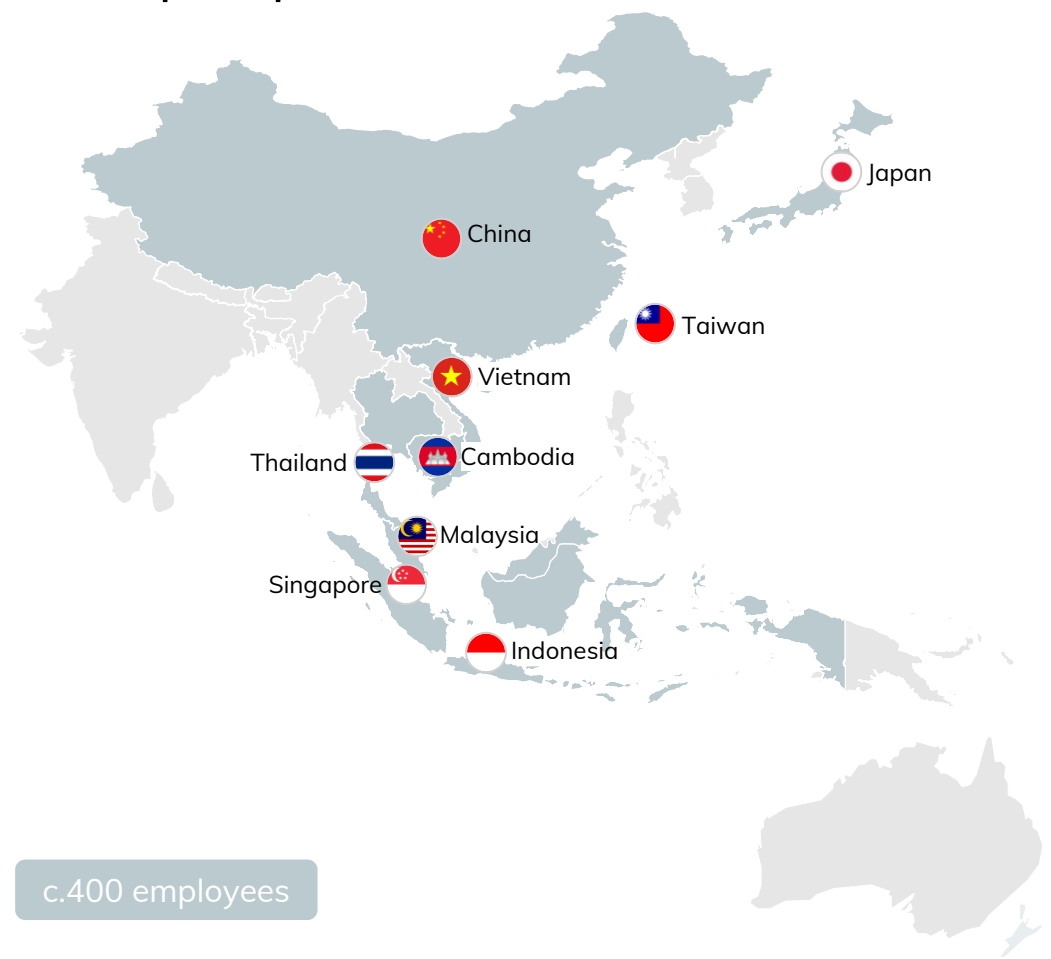 Japan
China
Taiwan
Vietnam
Thailand
Cambodia
Malaysia
Singapore
Indonesia
c.400 employees